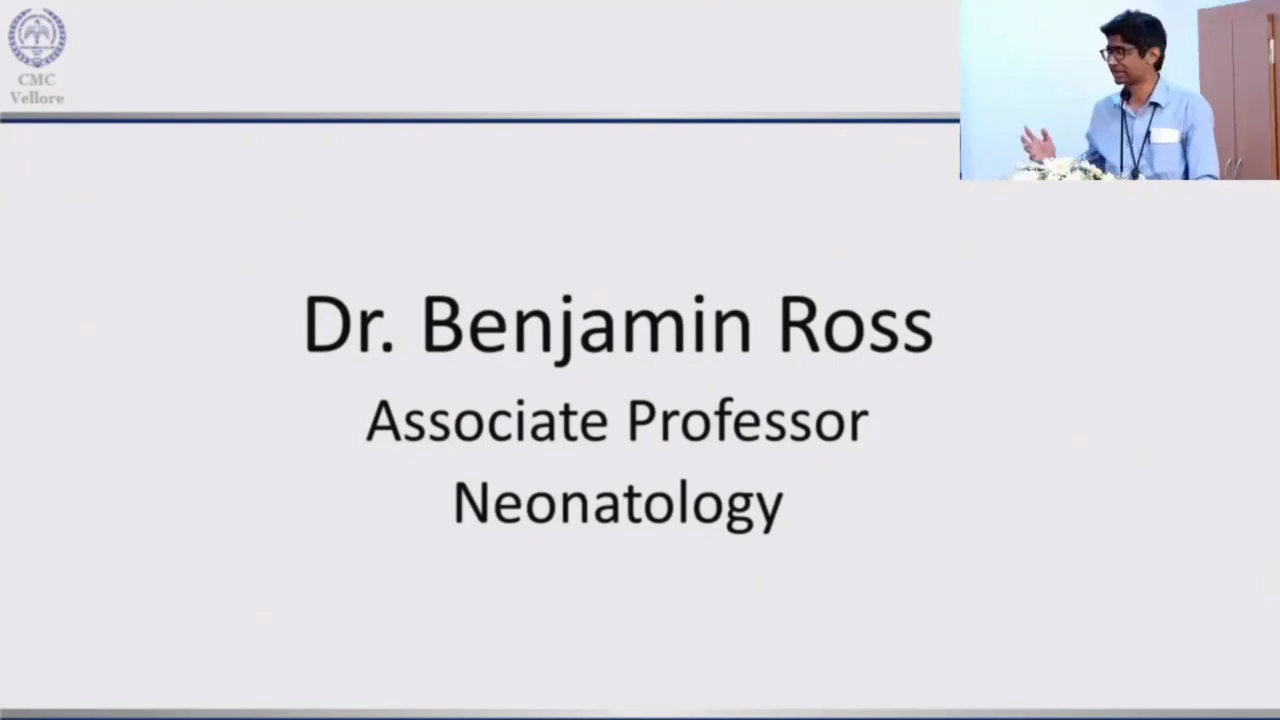 CMC
Vellore
Dr. Benjamin Ross
Associate Professor
Neonatology